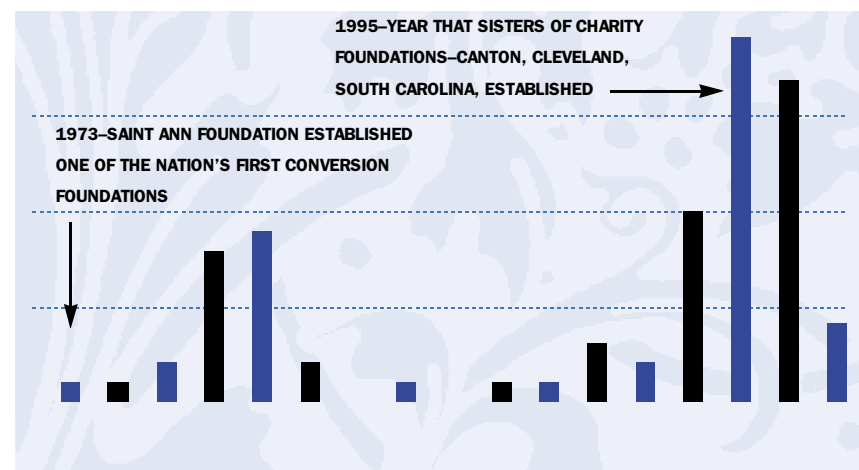 1995–YEAR THAT SISTERS OF CHARITY
FOUNDATIONS–CANTON, CLEVELAND,
SOUTH CAROLINA, ESTABLISHED
1973–SAINT ANN FOUNDATION ESTABLISHED
ONE OF THE NATION’S FIRST CONVERSION
FOUNDATIONS